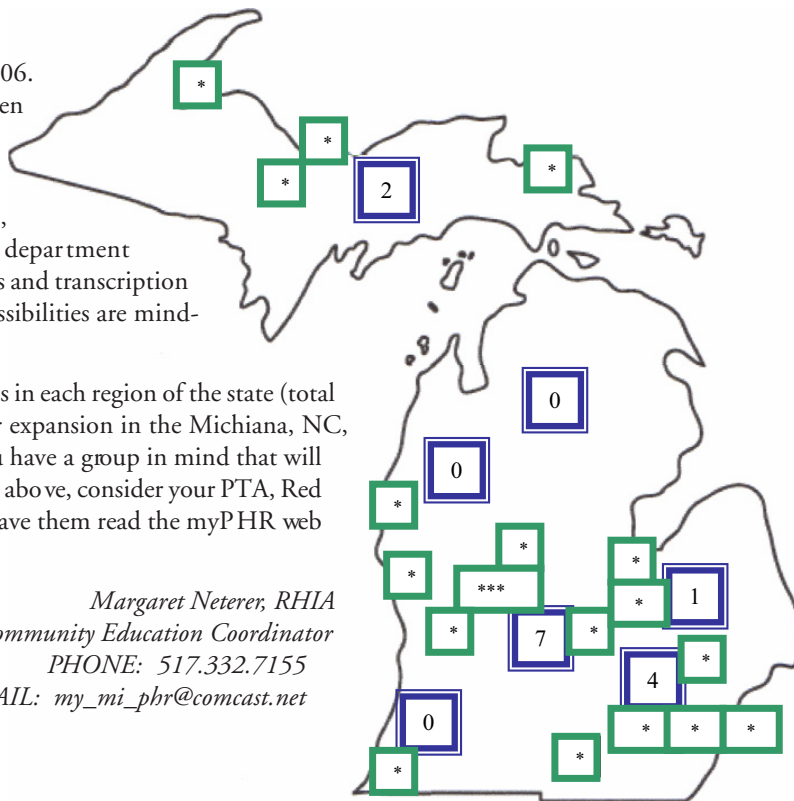 06.
en
*
*
*
*
2
,
department
s and transcription
ssibilities are mind-
s in each region of the state (total
r expansion in the Michiana, NC,
u have a group in mind that will
above, consider your PTA, Red
ave them read the myPHR web
0
0
*
*
*
*
***
*
1
Margaret Neterer, RHIA
ommunity Education Coordinator
PHONE: 517.332.7155
AIL: my_mi_phr@comcast.net
*
7
*
*
4
*
0
* * *
*
*